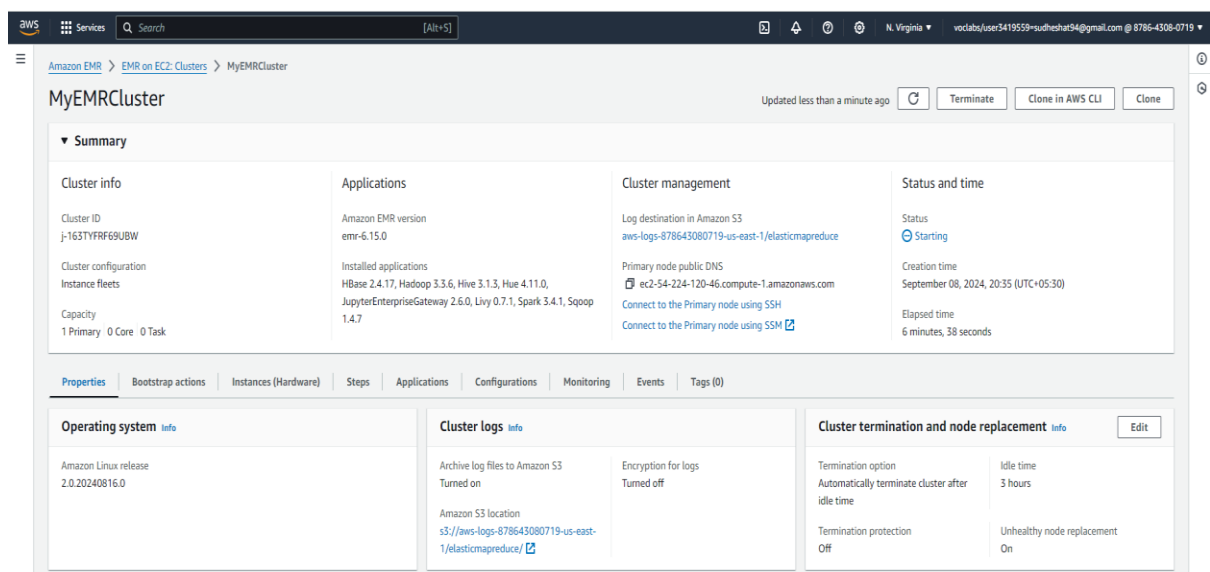 aws Services Search [Alt+S] N. Virginia voclabs/user3419559=sudheshat94@gmail.com @ 8786-4308-0719
Amazon EMR > EMR on EC2: Clusters > MyEMRCluster
MyEMRCluster
Updated less than a minute ago Terminate Clone in AWS CLI Clone
Summary
Cluster info
Cluster ID
j-163TYFRF69UBW
Cluster configuration
Instance fleets
Capacity
1 Primary 0 Core 0 Task
Applications
Amazon EMR version
emr-6.15.0
Installed applications
HBase 2.4.17, Hadoop 3.3.6, Hive 3.1.3, Hue 4.11.0,
JupyterEnterpriseGateway 2.6.0, Livy 0.7.1, Spark 3.4.1, Sqoop
1.4.7
Cluster management
Log destination in Amazon S3
aws-logs-878643080719-us-east-1/elasticmapreduce
Primary node public DNS
ec2-54-224-120-46.compute-1.amazonaws.com
Connect to the Primary node using SSH
Connect to the Primary node using SSM
Status and time
Status
Starting
Creation time
September 08, 2024, 20:35 (UTC+05:30)
Elapsed time
6 minutes, 38 seconds
Properties Bootstrap actions Instances (Hardware) Steps Applications Configurations Monitoring Events Tags (0)
Operating system Info
Amazon Linux release
2.0.20240816.0
Cluster logs Info
Archive log files to Amazon S3
Turned on
Amazon S3 location
s3://aws-logs-878643080719-us-east-
1/elasticmapreduce/
Encryption for logs
Turned off
Cluster termination and node replacement Info Edit
Termination option
Automatically terminate cluster after
idle time
Termination protection
Off
Idle time
3 hours
Unhealthy node replacement
On